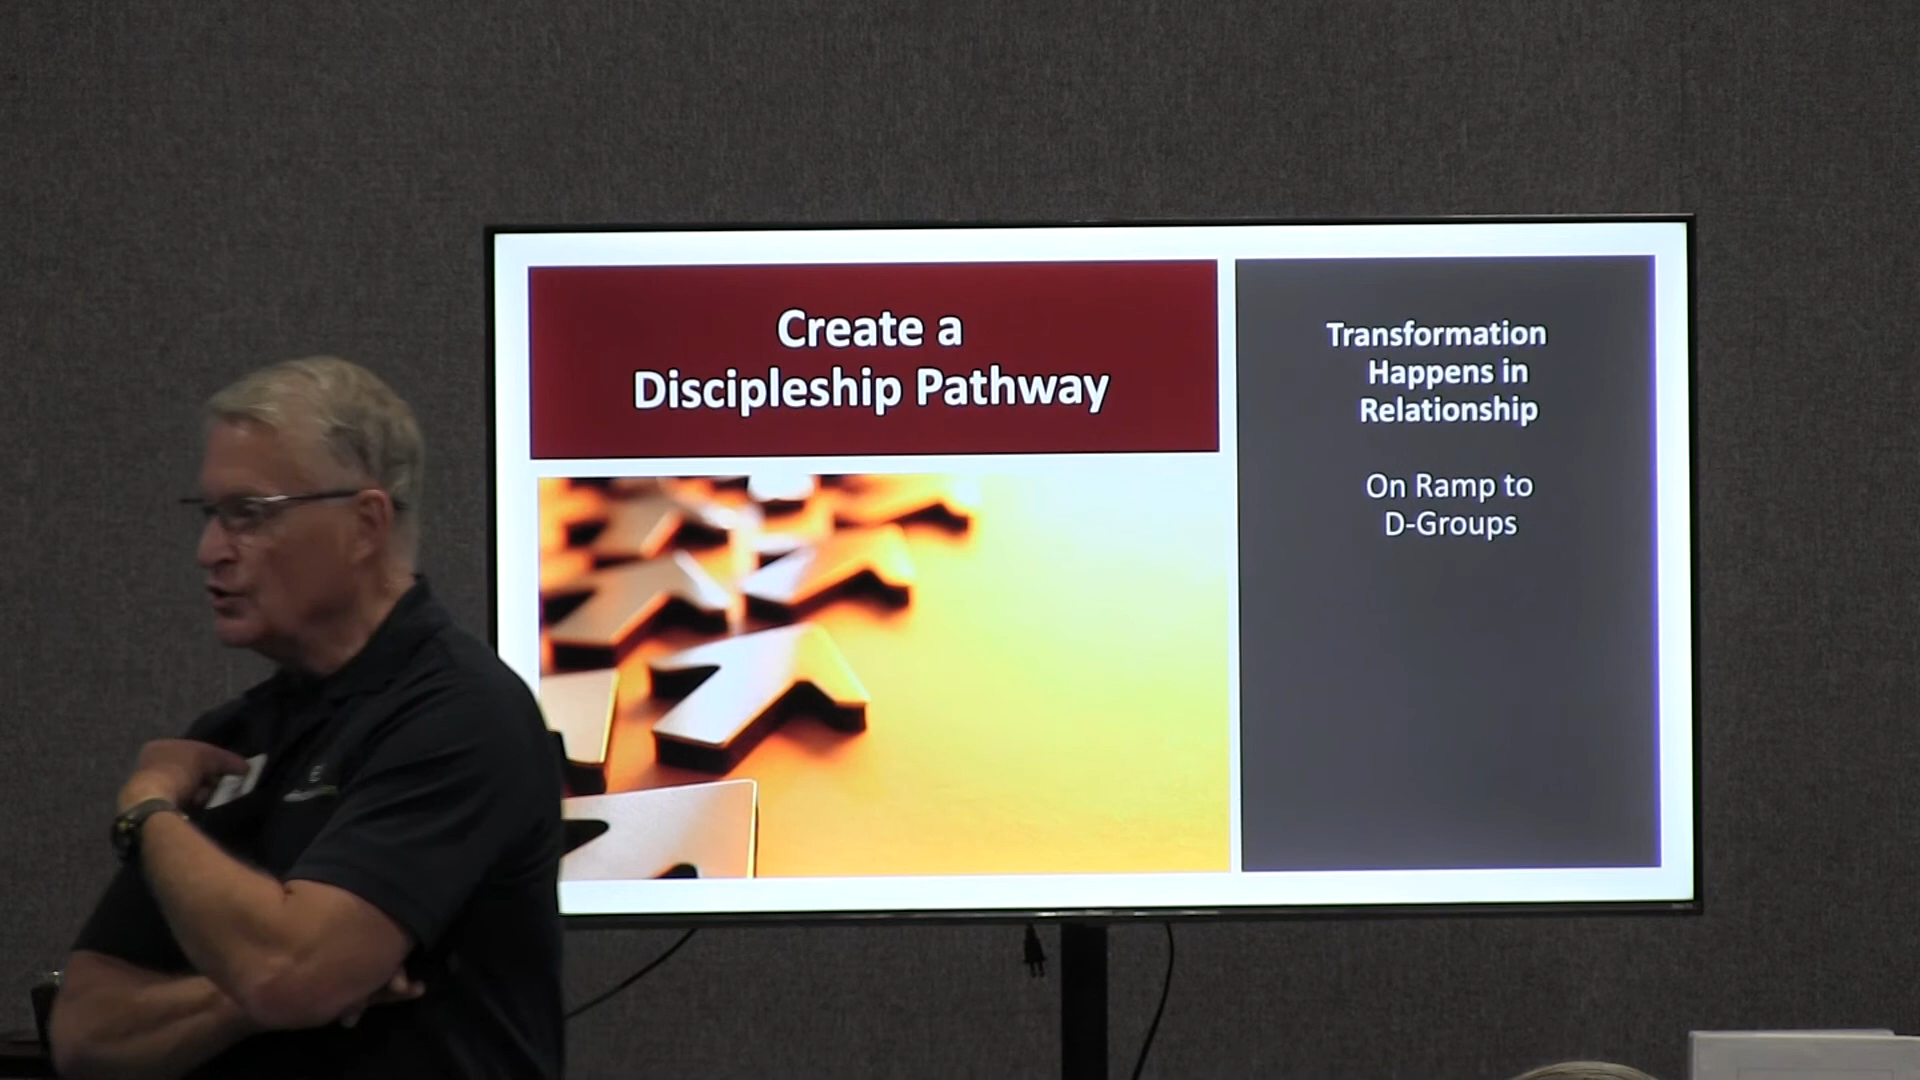 Create a
Discipleship Pathway
Transformation
Happens in
Relationship
On Ramp to
D-Groups